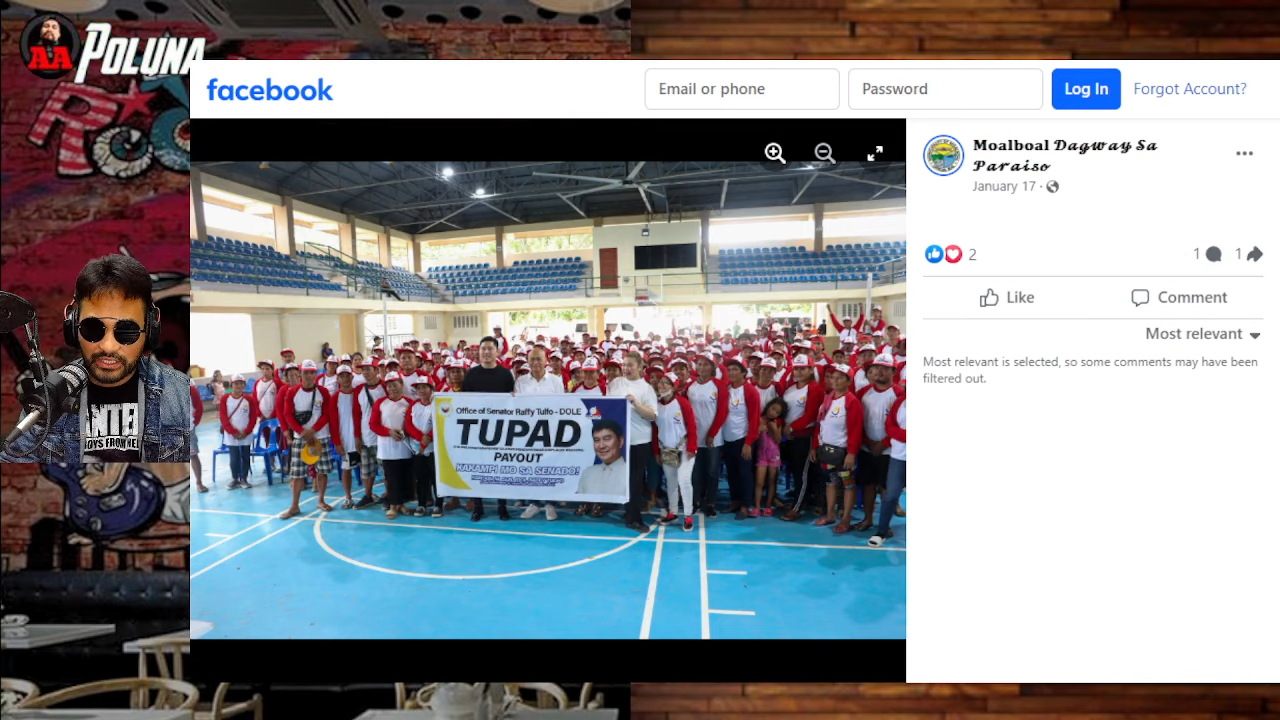 AA POLUNA
facebook
Email or phone
Password
Log In
Forgot Account?
Moalboal Dagway Sa
Paraiso
January 17 ·
2
1
1
Like
Comment
Most relevant
Most relevant is selected, so some comments may have been
filtered out.
Office of Senator Raffy Tulfo - DOLE
TUPAD
PAYOUT
KAKAMPI MO SA SENADO!
WANTED